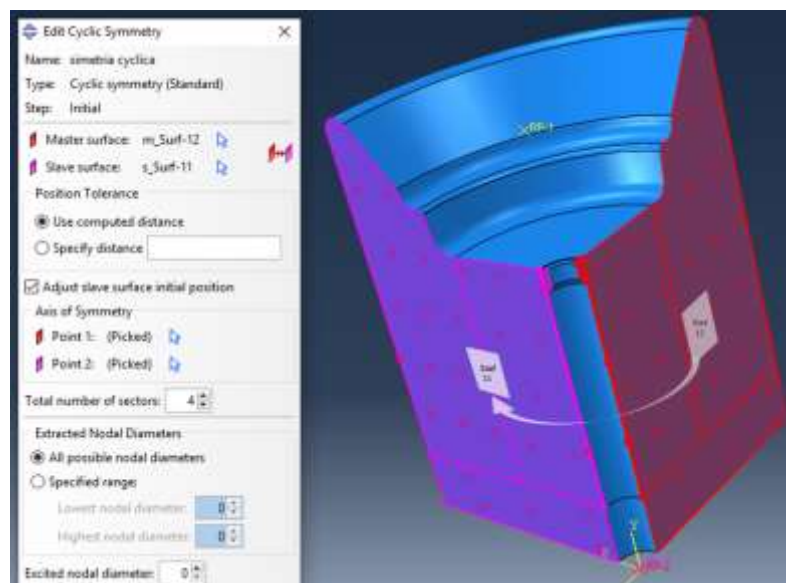 Edit Cyclic Symmetry
Name: simetria cyclica
Type: Cyclic symmetry (Standard)
Step: Initial
Master surface: m_Surf-12
Slave surface: s_Surf-11
Position Tolerance
Use computed distance
Specify distance
Adjust slave surface initial position
Axis of Symmetry
Point 1: (Picked)
Point 2: (Picked)
Total number of sectors: 4
Extracted Nodal Diameters
All possible nodal diameters
Specified range:
Lowest nodal diameter: 0
Highest nodal diameter: 0
Excited nodal diameter: 0